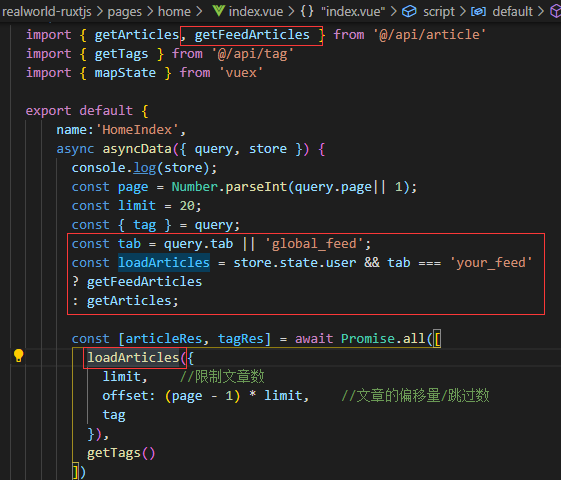 realworld-ruxtjs > pages > home > index.vue > {} "index.vue" > script > default >
import { getArticles, getFeedArticles } from '@/api/article'
import { getTags } from '@/api/tag'
import { mapState } from 'vuex'
export default {
name:'HomeIndex',
async asyncData({ query, store }) {
console.log(store);
const page = Number.parseInt(query.page|| 1);
const limit = 20;
const { tag } = query;
const tab = query.tab || 'global_feed';
const loadArticles = store.state.user && tab === 'your_feed'
? getFeedArticles
: getArticles;
const [articleRes, tagRes] = await Promise.all([
loadArticles({
limit, //限制文章数
offset: (page - 1) * limit, //文章的偏移量/跳过数
tag
}),
getTags()
])